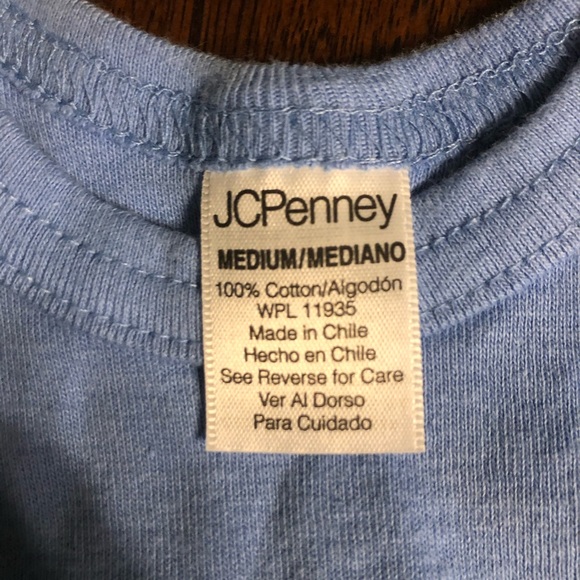 JCPenney
MEDIUM/MEDIANO
100% Cotton/Algodón
WPL 11935
Made in Chile
Hecho en Chile
See Reverse for Care
Ver Al Dorso
Para Cuidado